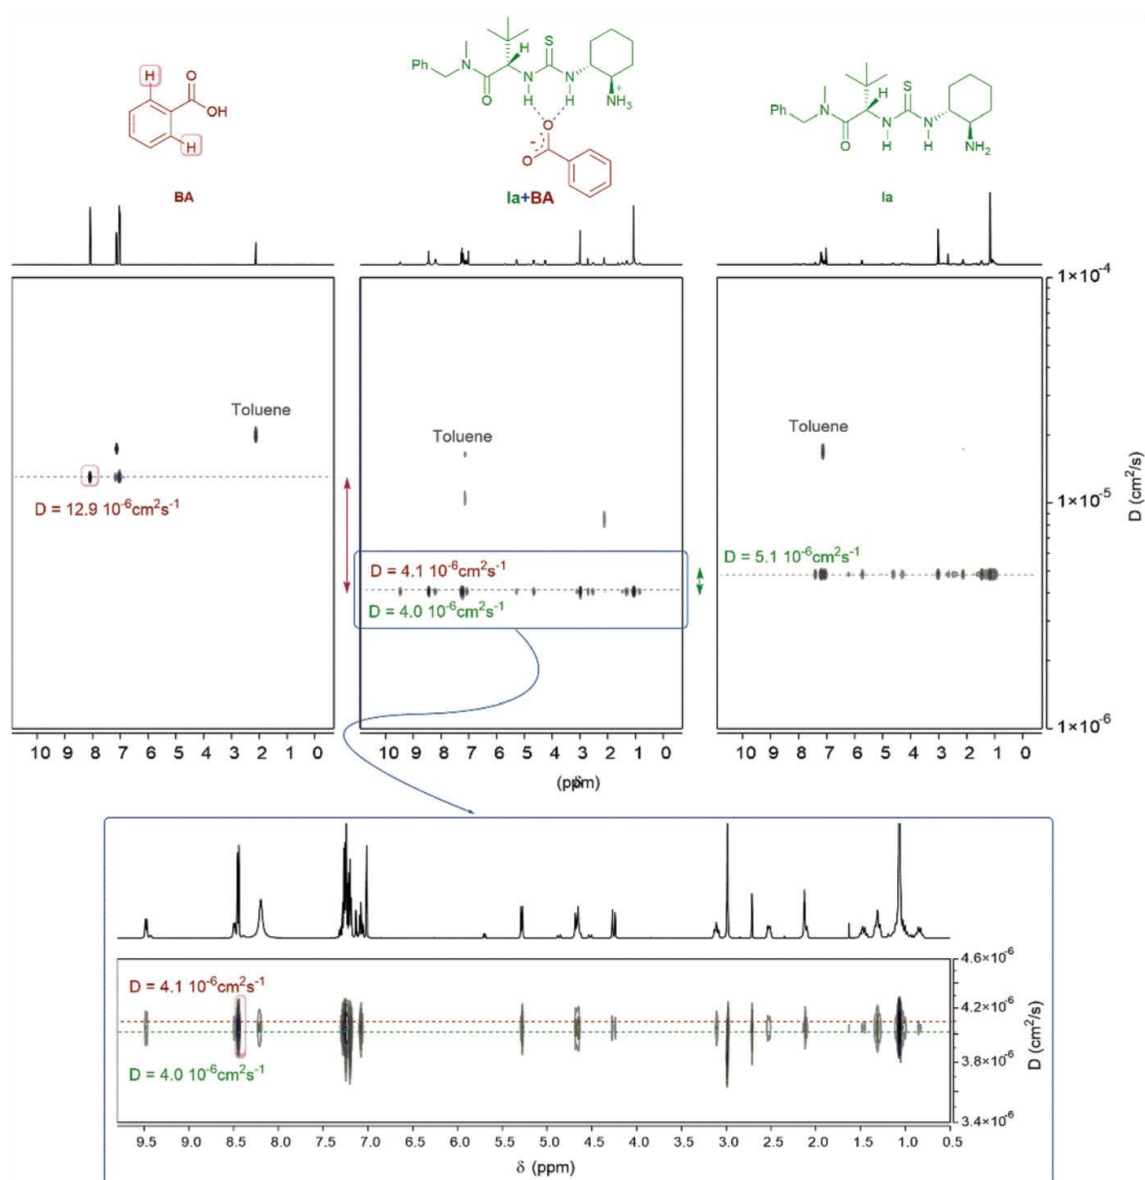 H
O
OH
H
BA
Ph
N
O
H
N
H
S
N
H
+
NH3
O
-
O
Ia+BA
Ph
N
O
H
N
H
S
N
H
NH2
Ia
Toluene
D = 12.9 10-6cm2s-1
Toluene
D = 4.1 10-6cm2s-1
D = 4.0 10-6cm2s-1
Toluene
D = 5.1 10-6cm2s-1
1×10-4
1×10-5
1×10-6
D (cm2/s)
10 9 8 7 6 5 4 3 2 1 0
10 9 8 7 6 5 4 3 2 1 0
10 9 8 7 6 5 4 3 2 1 0
(ppm)
D = 4.1 10-6cm2s-1
D = 4.0 10-6cm2s-1
4.6×10-6
4.2×10-6
3.8×10-6
3.4×10-6
D (cm2/s)
9.5 9.0 8.5 8.0 7.5 7.0 6.5 6.0 5.5 5.0 4.5 4.0 3.5 3.0 2.5 2.0 1.5 1.0 0.5
δ (ppm)